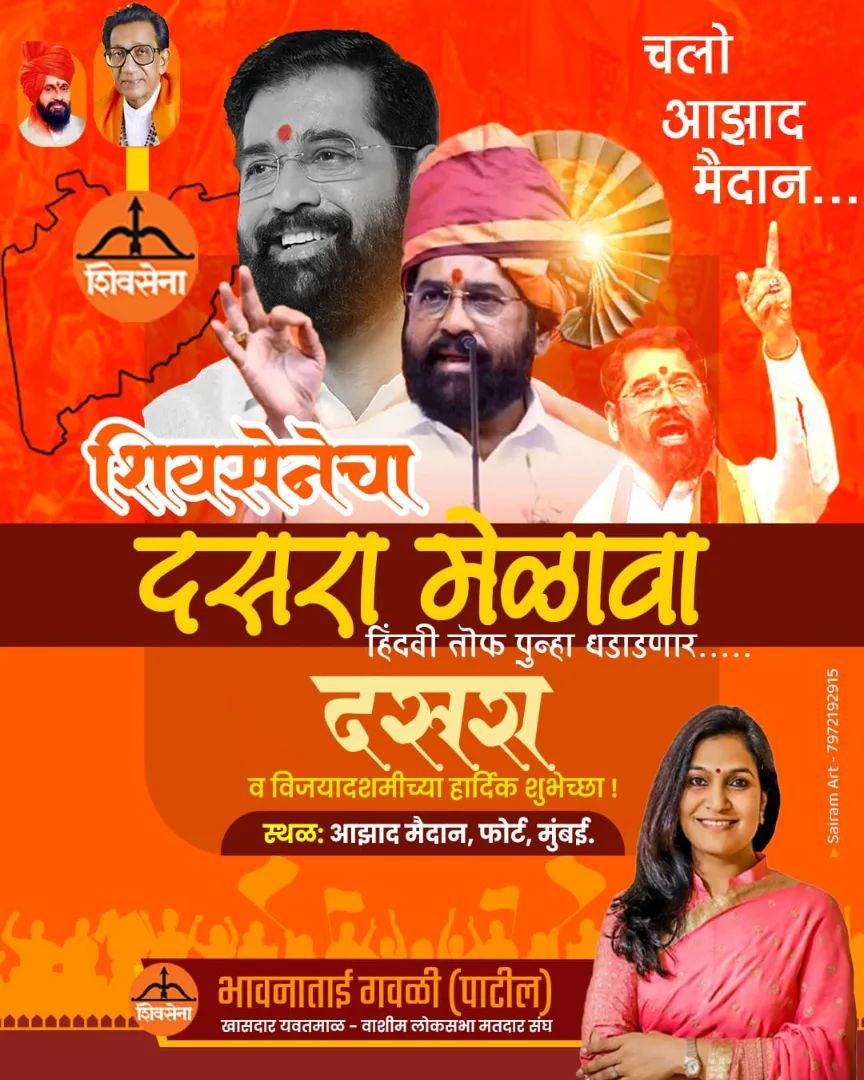 चलो
आझाद
मैदान...
शिवसेना
शिवसेनेचा
दसरा मेळावा
हिंदवी तोफ पुन्हा धडाडणार.....
दसरा
व विजयादशमीच्या हार्दिक शुभेच्छा !
स्थळ: आझाद मैदान, फोर्ट, मुंबई.
Sairam Art - 7972192915
शिवसेना
भावनाताई गवळी (पाटील)
खासदार यवतमाळ - वाशीम लोकसभा मतदार संघ